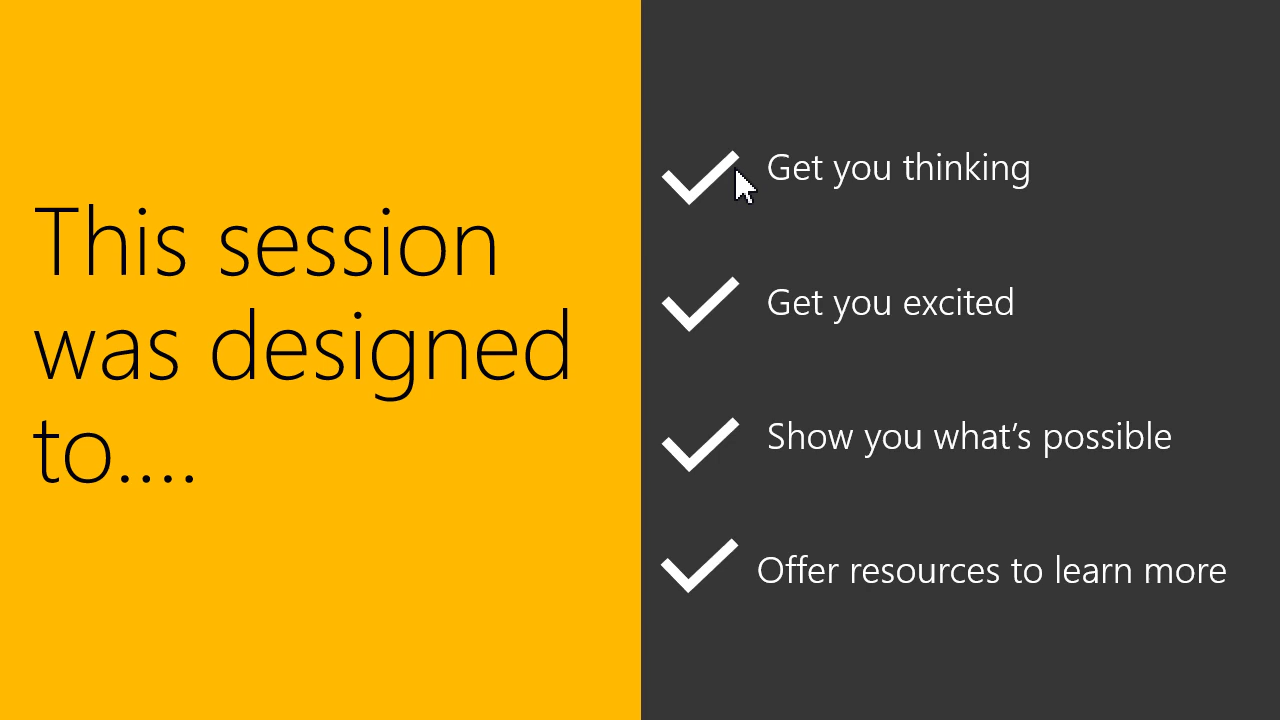 This session
was designed
to....
Get you thinking
Get you excited
Show you what’s possible
Offer resources to learn more